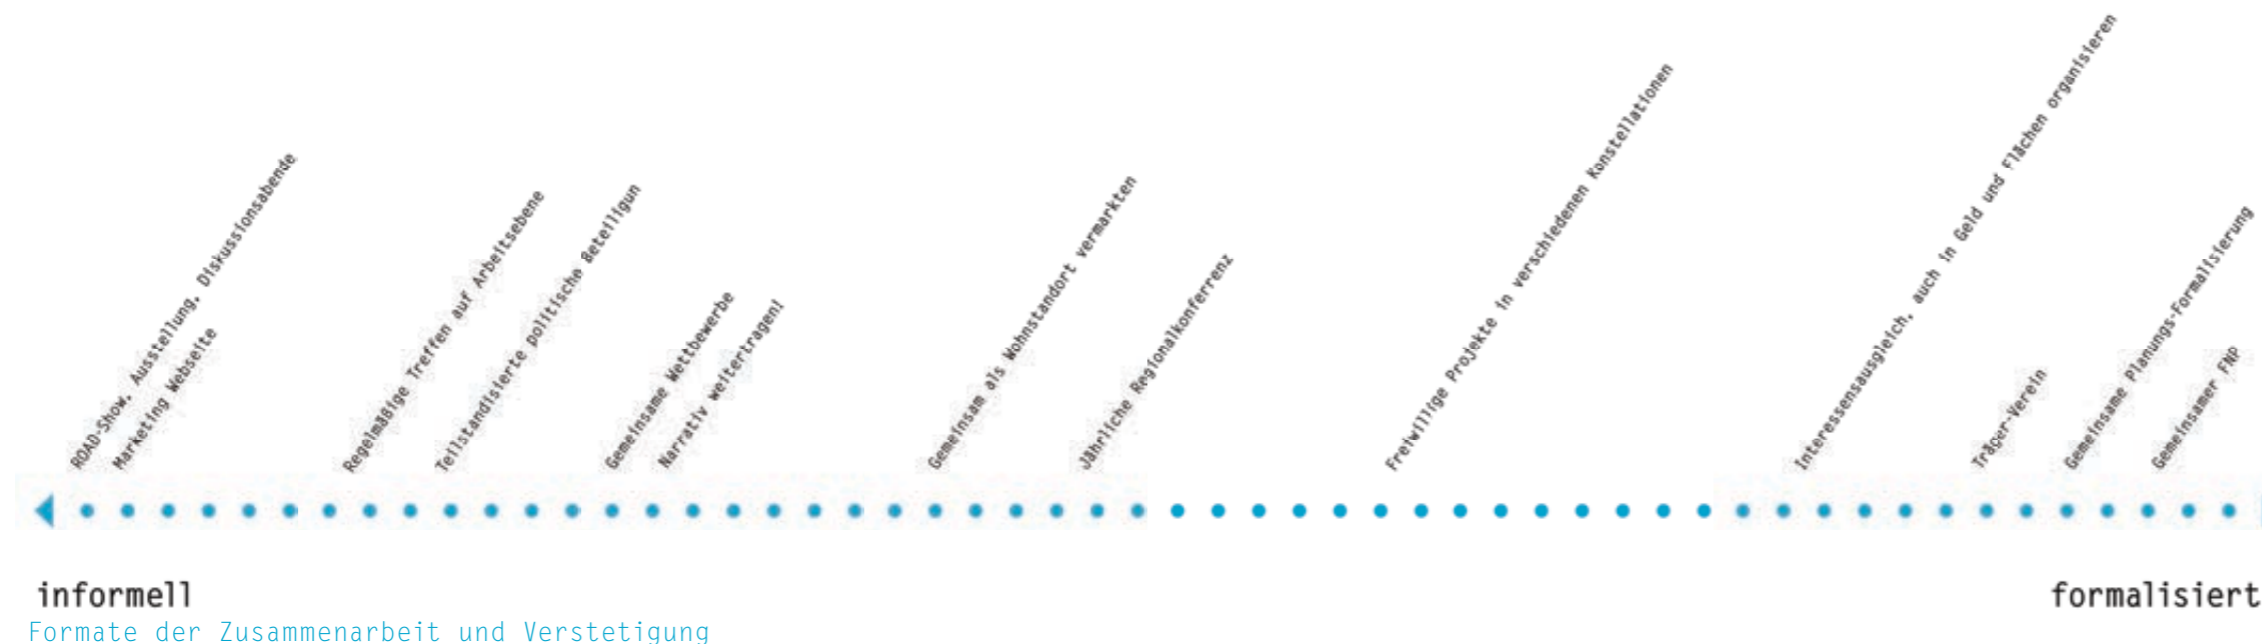 ROAD-Show, Ausstellung, Diskussionsabende
Marketing Webseite
Regelmäßige Treffen auf Arbeitsebene
Teilstandisierte politische Beteiligun
Gemeinsame Wettbewerbe
Narrativ weitertragen!
Gemeinsam als Wohnstandort vermarkten
Jährliche Regionalkonferrenz
Freiwillige Projekte in verschiedenen Konstellationen
Interessensausgleich, auch in Geld und Flächen organisieren
Träger-Verein
Gemeinsame Planungs-Formalisierung
Gemeinsamer FNP
informell
formalisiert
Formate der Zusammenarbeit und Verstetigung